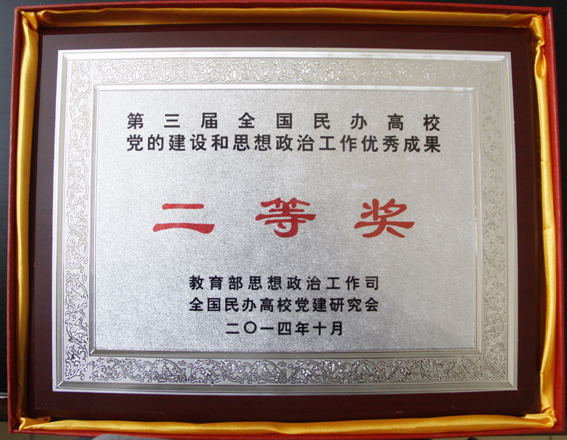 第三届全国民办高校
党的建设和思想政治工作优秀成果
二等奖
教育部思想政治工作司
全国民办高校党建研究会
二〇一四年十月